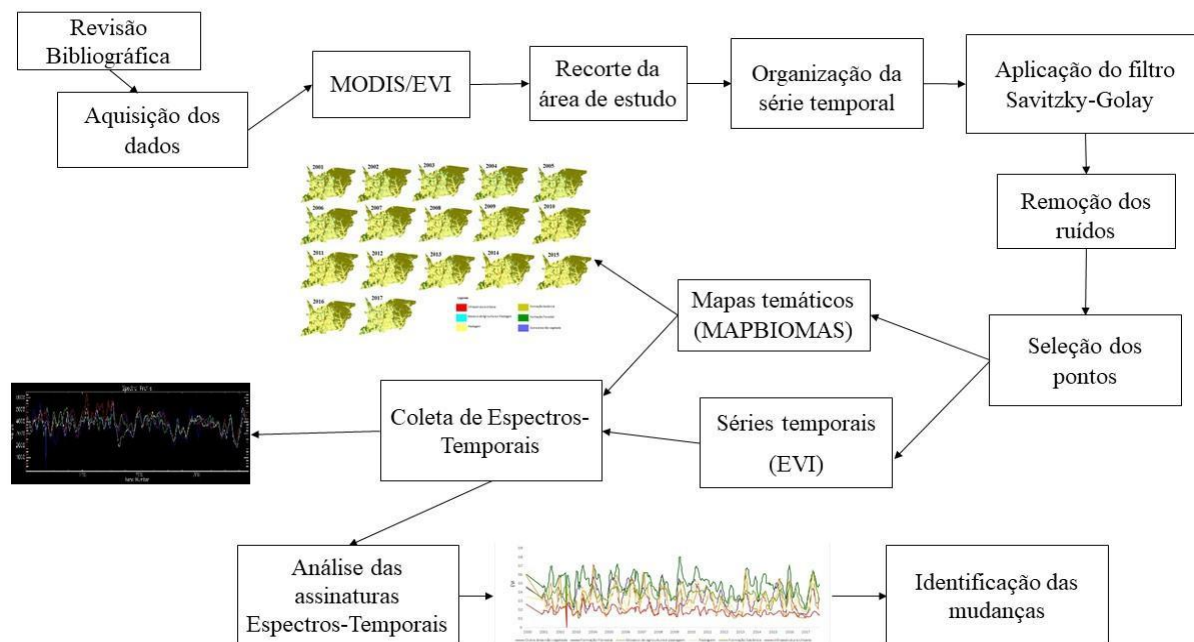 Revisão
Bibliográfica
Aquisição dos
dados
MODIS/EVI
Recorte da
área de estudo
Organização da
série temporal
Aplicação do filtro
Savitzky-Golay
Remoção dos
ruídos
Seleção dos
pontos
Mapas temáticos
(MAPBIOMAS)
Séries temporais
(EVI)
2001 2002 2003 2004 2005
2006 2007 2008 2009 2010
2011 2012 2013 2014 2015
2016 2017
Coleta de Espectros-
Temporais
Análise das
assinaturas
Espectros-Temporais
Identificação das
mudanças